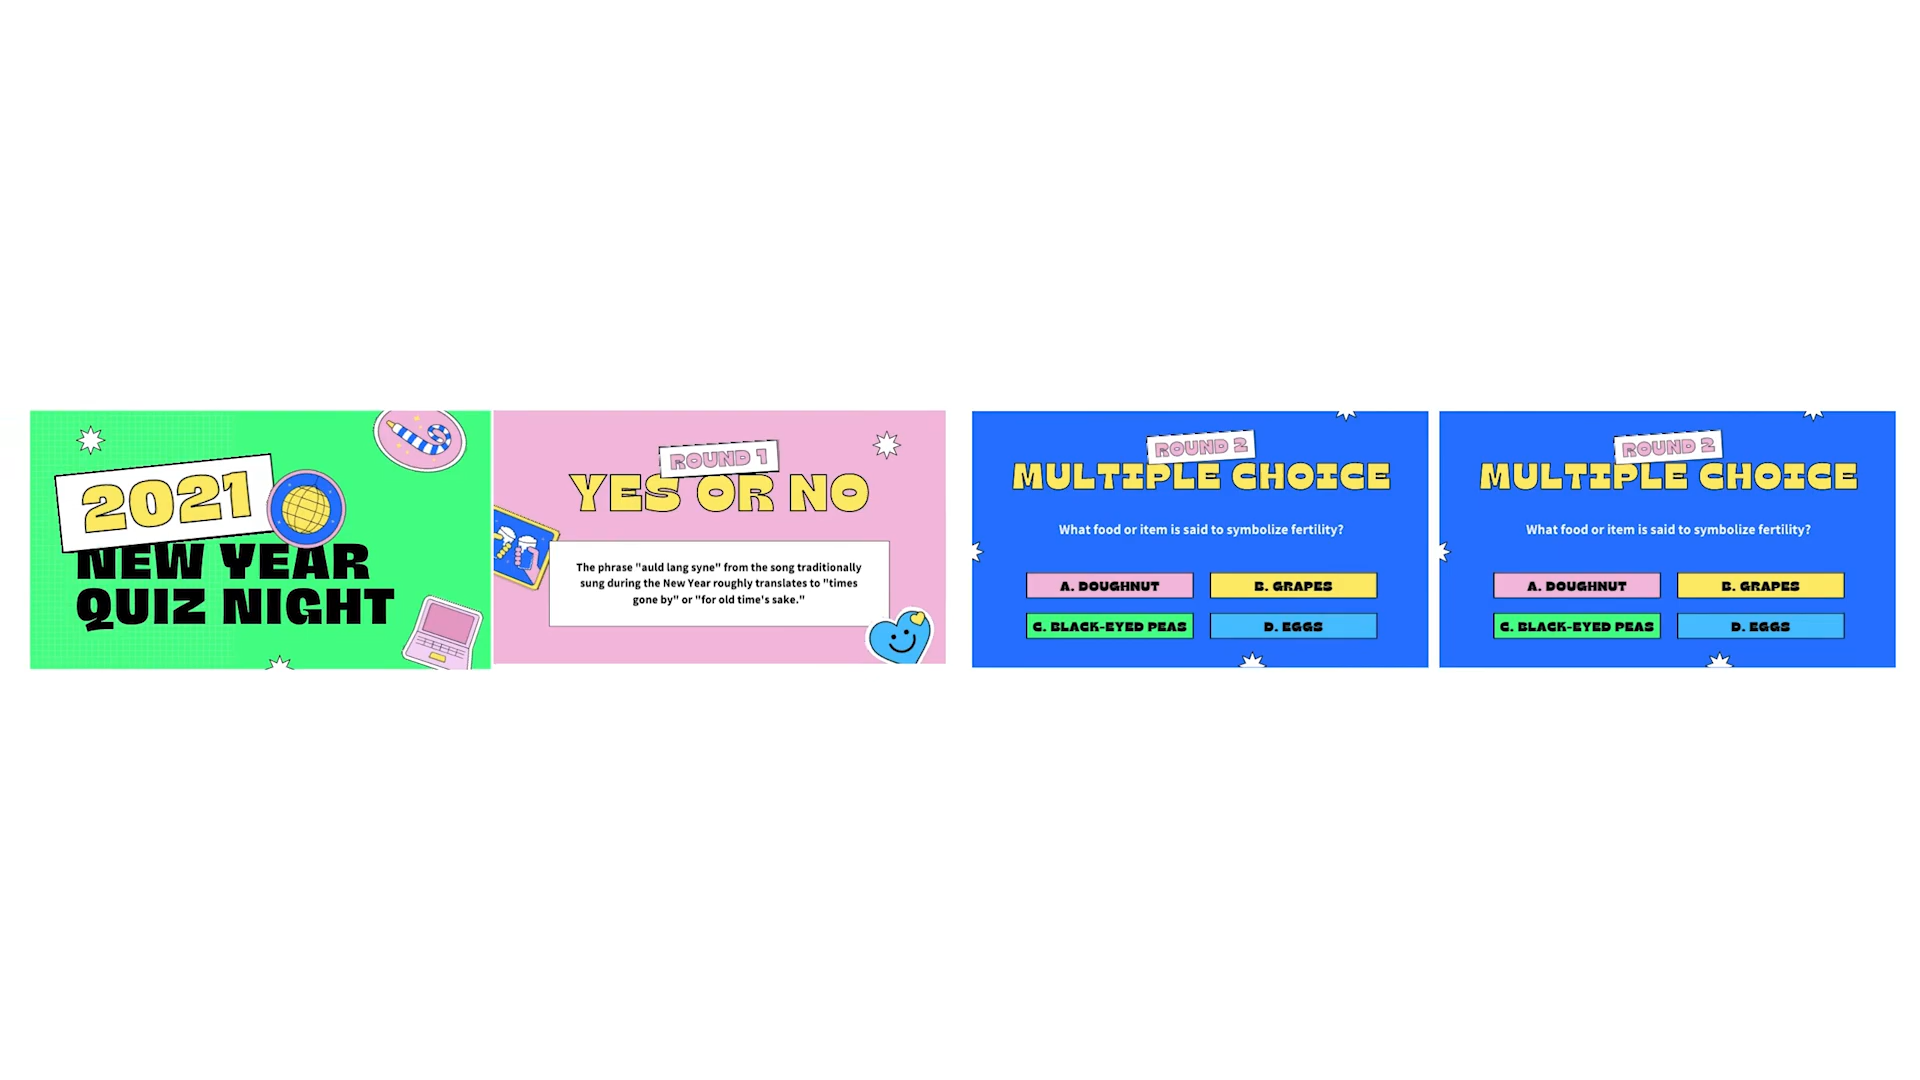 2021
NEW YEAR
QUIZ NIGHT
ROUND 1
YES OR NO
The phrase "auld lang syne" from the song traditionally
sung during the New Year roughly translates to "times
gone by" or "for old time's sake."
ROUND 2
MULTIPLE CHOICE
What food or item is said to symbolize fertility?
A. DOUGHNUT
B. GRAPES
C. BLACK-EYED PEAS
D. EGGS
ROUND 2
MULTIPLE CHOICE
What food or item is said to symbolize fertility?
A. DOUGHNUT
B. GRAPES
C. BLACK-EYED PEAS
D. EGGS